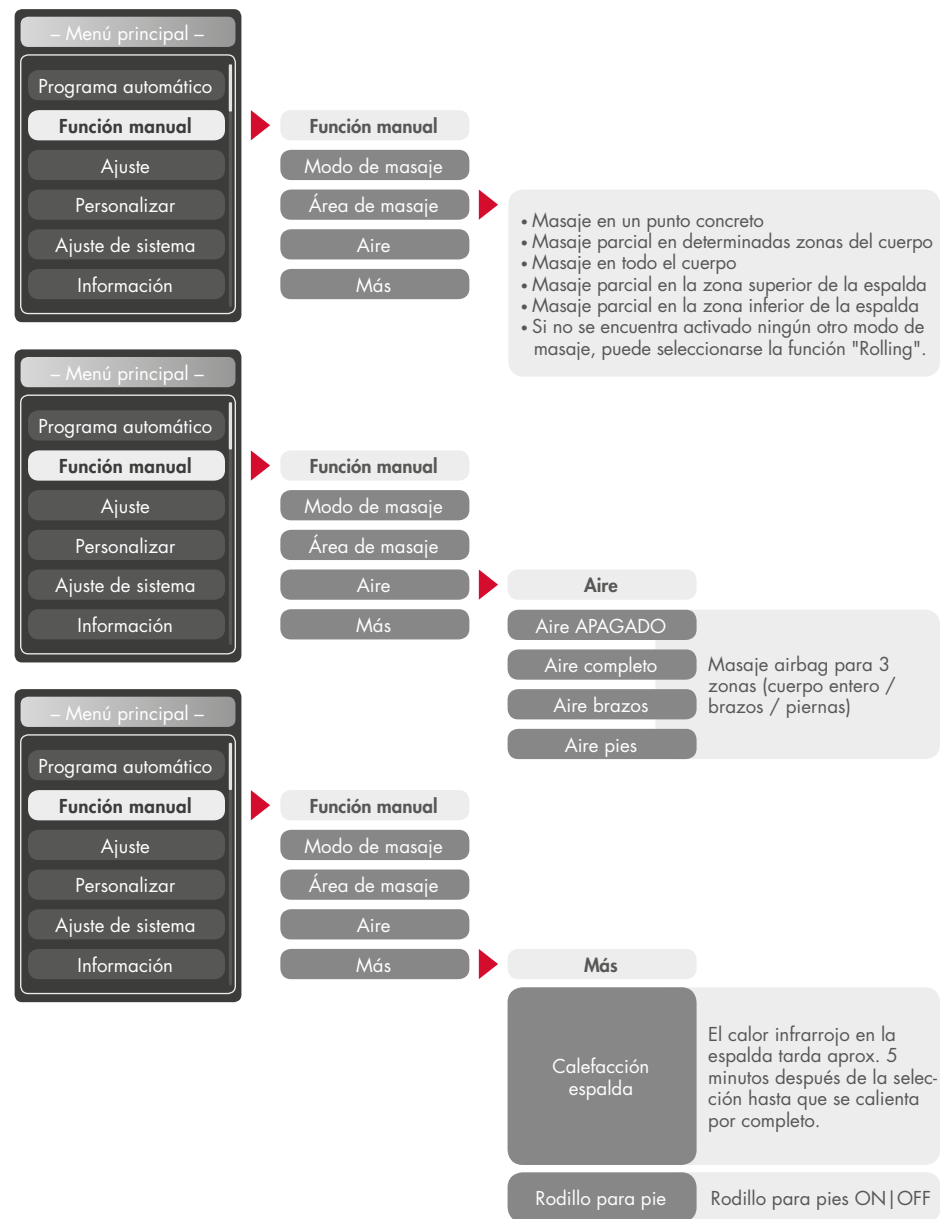 – Menú principal –
Programa automático
Función manual
Ajuste
Personalizar
Ajuste de sistema
Información
Función manual
Modo de masaje
Área de masaje
Aire
Más
• Masaje en un punto concreto
• Masaje parcial en determinadas zonas del cuerpo
• Masaje en todo el cuerpo
• Masaje parcial en la zona superior de la espalda
• Masaje parcial en la zona inferior de la espalda
• Si no se encuentra activado ningún otro modo de
masaje, puede seleccionarse la función "Rolling".
– Menú principal –
Programa automático
Función manual
Ajuste
Personalizar
Ajuste de sistema
Información
Función manual
Modo de masaje
Área de masaje
Aire
Más
Aire
Aire APAGADO
Aire completo
Aire brazos
Aire pies
Masaje airbag para 3
zonas (cuerpo entero /
brazos / piernas)
– Menú principal –
Programa automático
Función manual
Ajuste
Personalizar
Ajuste de sistema
Información
Función manual
Modo de masaje
Área de masaje
Aire
Más
Más
Calefacción
espalda
El calor infrarrojo en la
espalda tarda aprox. 5
minutos después de la selec-
ción hasta que se calienta
por completo.
Rodillo para pie
Rodillo para pies ON|OFF